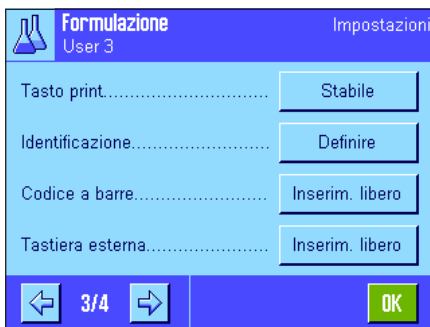 Formulazione Impostazioni
User 3
Tasto print............................. Stabile
Identificazione........................ Definire
Codice a barre........................ Inserim. libero
Tastiera esterna...................... Inserim. libero
3/4 OK